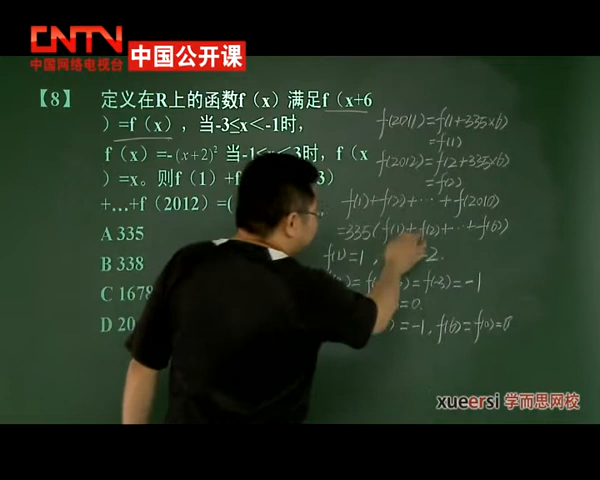 CNTV
中国网络电视台
中国公开课
【8】 定义在R上的函数f（x）满足f（x+6
）=f（x），当-3≤x＜-1时，
f（x）=-(x+2)² 当-1≤x≤3时，f（x
）=x。则f（1）+f 3）
+…+f（2012）=(
A 335
B 338
C 1678
D 20
f(2011)=f(1+335×6)
=f(1)
f(2012)=f(2+335×6)
=f(2)
f(1)+f(2)+…+f(2010)
=335(f(1)+f(2)+…+f(6))
f(1)=1, 2.
=f(-3)=-1
=0.
=-1, f(6)=f(0)=0
xueersi 学而思网校